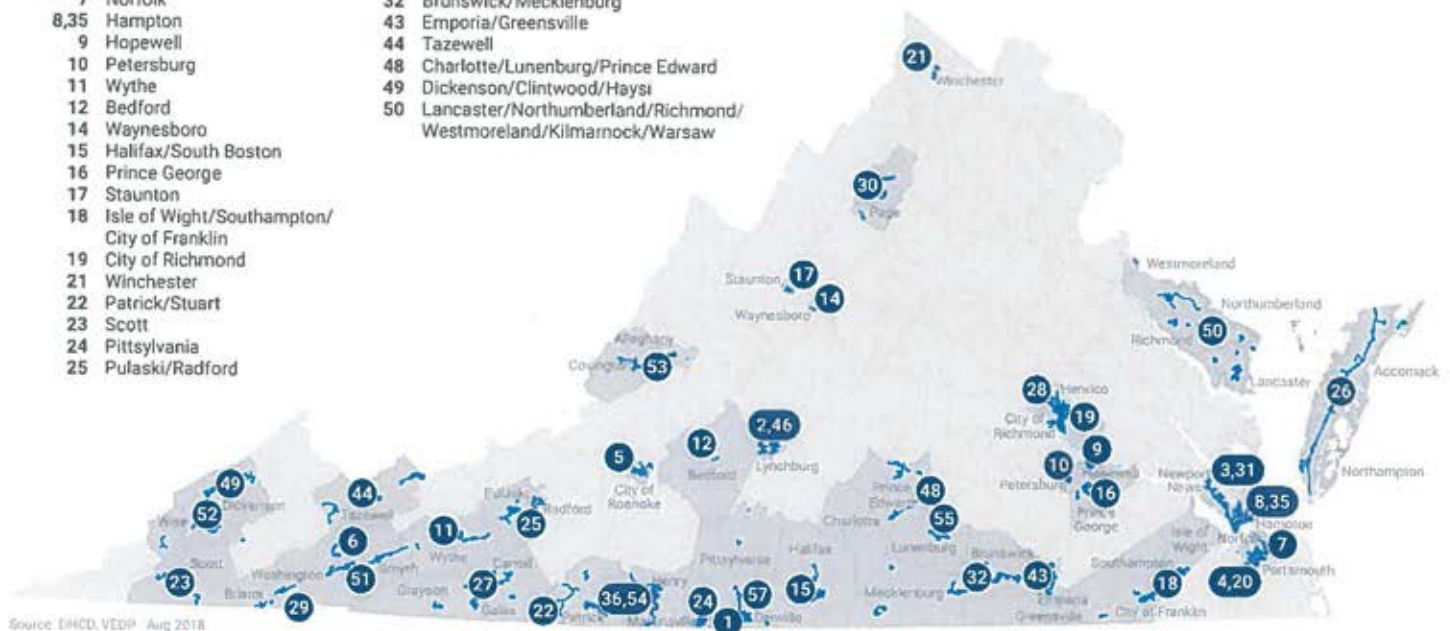 7 Norfolk
8,35 Hampton
9 Hopewell
10 Petersburg
11 Wythe
12 Bedford
14 Waynesboro
15 Halifax/South Boston
16 Prince George
17 Staunton
18 Isle of Wight/Southampton/
City of Franklin
19 City of Richmond
21 Winchester
22 Patrick/Stuart
23 Scott
24 Pittsylvania
25 Pulaski/Radford
32 Brunswick/Mecklenburg
43 Emporia/Greensville
44 Tazewell
48 Charlotte/Lunenburg/Prince Edward
49 Dickenson/Clintwood/Haysi
50 Lancaster/Northumberland/Richmond/
Westmoreland/Kilmarnock/Warsaw
21
Winchester
30
Page
Staunton
17
14
Waynesboro
Westmoreland
Northumberland
Richmond
50
Lancaster
Accomack
26
Northampton
Alleghany
Covington
53
28
Henrico
City of
Richmond
19
9
10
Petersburg
16
Prince
George
2,46
Lynchburg
12
Bedford
5
City of
Roanoke
Newport
News
3,31
8,35
Hampton
Norfolk
7
Portsmouth
4,20
Isle of
Wight
Southampton
18
City of Franklin
49
Dickenson
Wise
52
44
Tazewell
Pulaski
Radford
25
11
Wythe
6
Smyth
51
Washington
Scott
23
Bristol
29
Grayson
27
Carroll
Galax
22
Patrick
36,54
Henry
Martinsville
Pittsylvania
24
1
57
Danville
Halifax
15
Charlotte
Prince
Edward
48
55
Lunenburg
Brunswick
Mecklenburg
32
43
Emporia
Greensville
Source: DHCD, VEDP Aug 2018